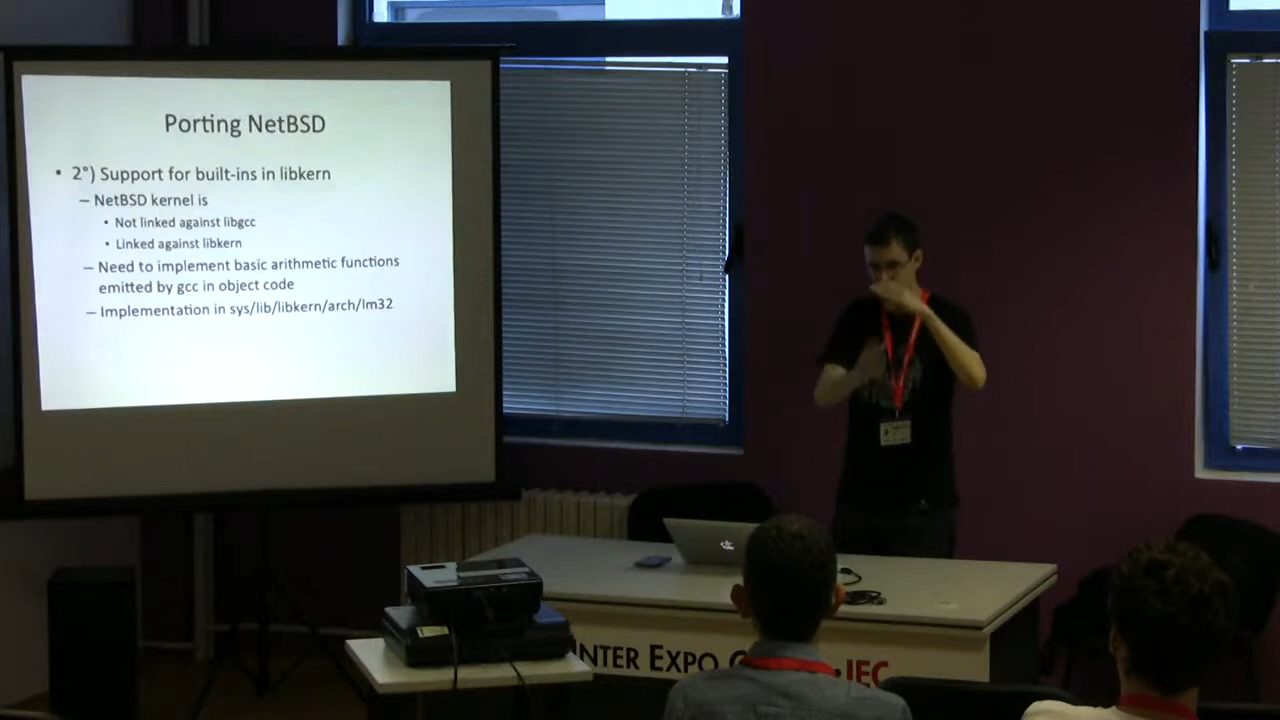 Porting NetBSD
• 2°) Support for built-ins in libkern
– NetBSD kernel is
• Not linked against libgcc
• Linked against libkern
– Need to implement basic arithmetic functions
emitted by gcc in object code
– Implementation in sys/lib/libkern/arch/lm32
INTER EXPO IEC